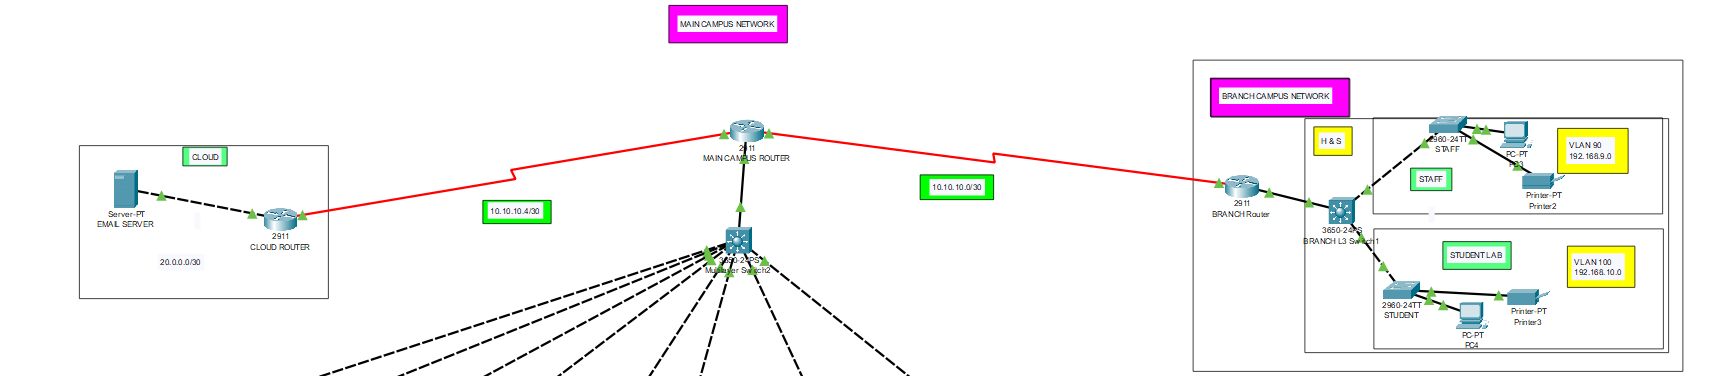 MAIN CAMPUS NETWORK
CLOUD
Server-PT
EMAIL SERVER
2911
CLOUD ROUTER
20.0.0.0/30
10.10.10.4/30
2911
MAIN CAMPUS ROUTER
3650-24PS
Multilayer Switch2
10.10.10.0/30
BRANCH CAMPUS NETWORK
H & S
2911
BRANCH Router
3650-24PS
BRANCH L3 Switch1
2960-24TT
STAFF
PC-PT
PC3
VLAN 90
192.168.9.0
STAFF
Printer-PT
Printer2
STUDENT LAB
VLAN 100
192.168.10.0
2960-24TT
STUDENT
PC-PT
PC4
Printer-PT
Printer3